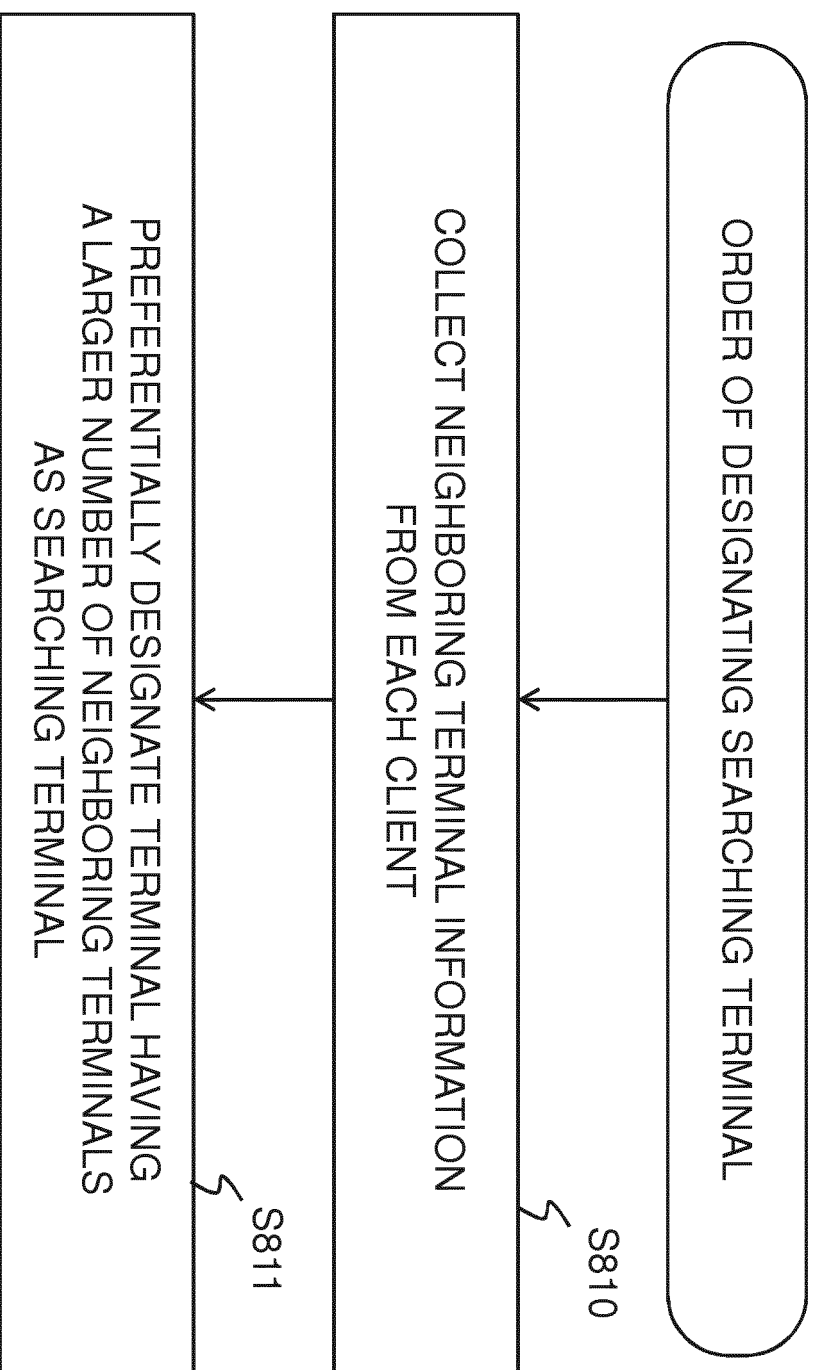 ORDER OF DESIGNATING SEARCHING TERMINAL
S810
COLLECT NEIGHBORING TERMINAL INFORMATION
FROM EACH CLIENT
S811
PREFERENTIALLY DESIGNATE TERMINAL HAVING
A LARGER NUMBER OF NEIGHBORING TERMINALS
AS SEARCHING TERMINAL